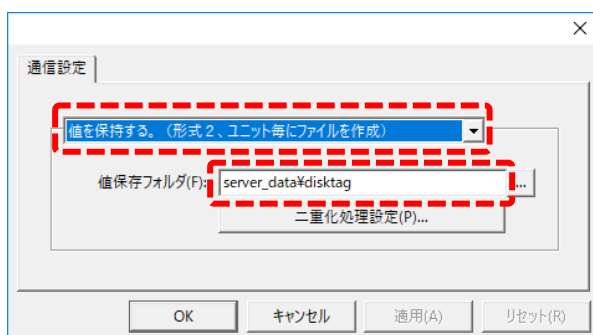 通信設定
値を保持する。（形式２、ユニット毎にファイルを作成）
値保存フォルダ(F): server_data¥disktag ...
二重化処理設定(P)...
OK キャンセル 適用(A) リセット(R)